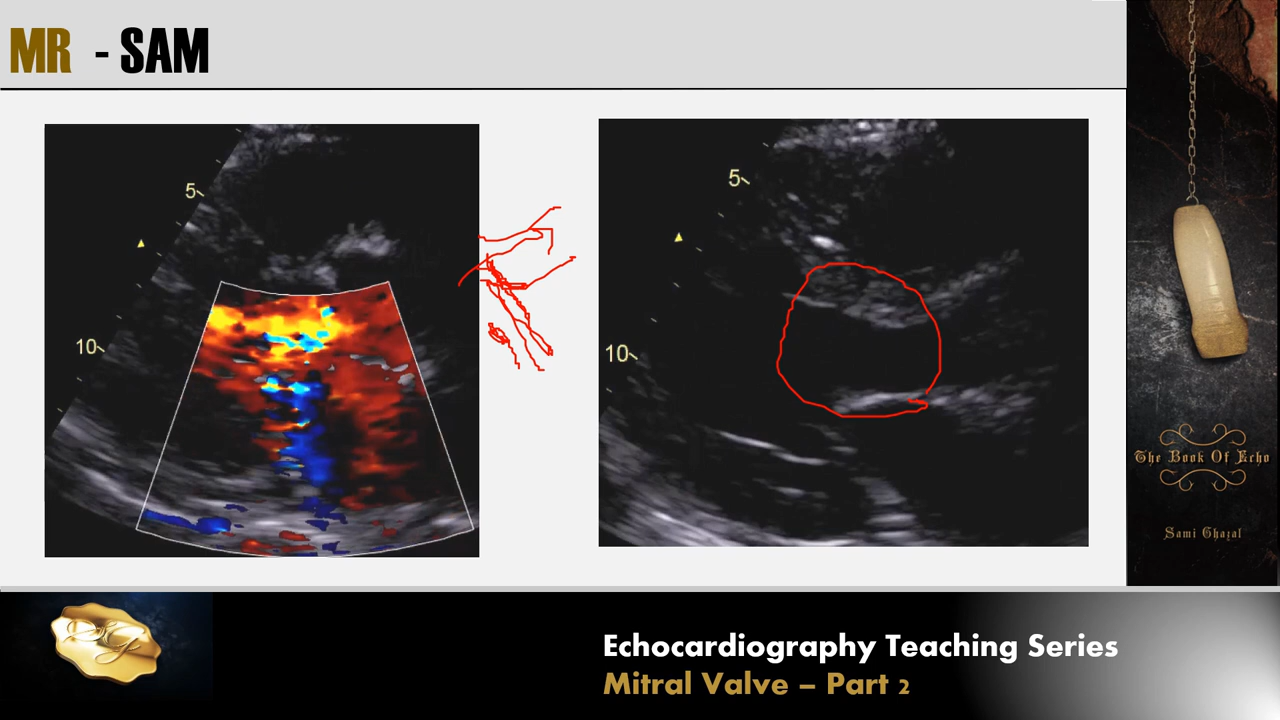 MR - SAM
5
10
5
10
The Book Of Echo
Sami Ghazal
Echocardiography Teaching Series
Mitral Valve – Part 2